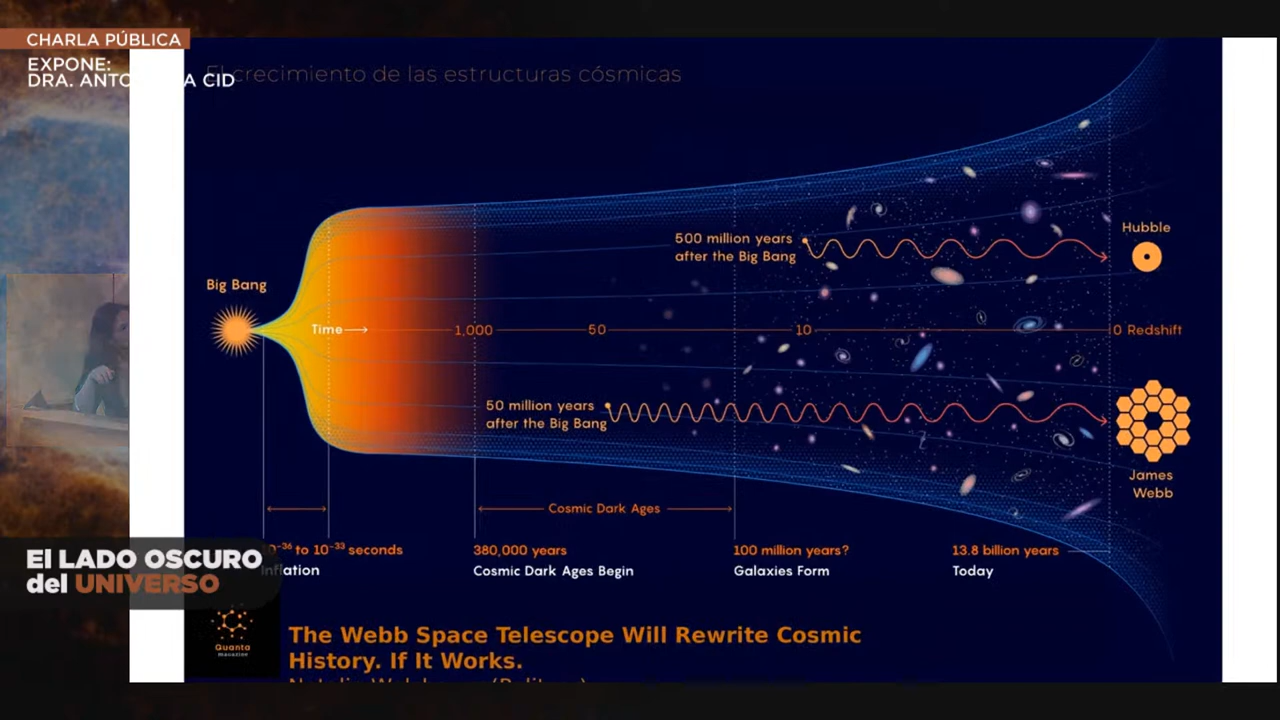 CHARLA PÚBLICA
EXPONE:
DRA. A CID
crecimiento de las estructuras cósmicas
Hubble
500 million years
after the Big Bang
Big Bang
Time
1,000
50
10
0 Redshift
50 million years
after the Big Bang
James
Webb
Cosmic Dark Ages
to 10⁻³³ seconds
380,000 years
100 million years?
13.8 billion years
Inflation
Cosmic Dark Ages Begin
Galaxies Form
Today
El LADO OSCURO
del UNIVERSO
Quanta
magazine
The Webb Space Telescope Will Rewrite Cosmic
History. If It Works.